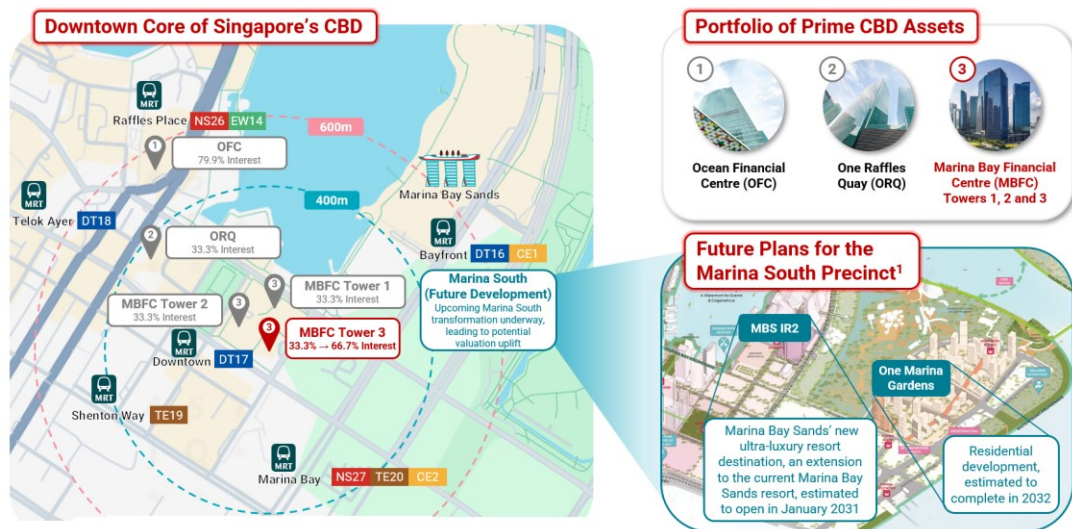 Downtown Core of Singapore's CBD
MRT
Raffles Place NS26 EW14
600m
1
OFC
79.9% Interest
MRT
Telok Ayer DT18
Marina Bay Sands
400m
2
ORQ
33.3% Interest
MRT
Bayfront DT16 CE1
3
MBFC Tower 1
33.3% Interest
MBFC Tower 2
33.3% Interest
3
3
MBFC Tower 3
33.3% → 66.7% Interest
MRT
Downtown DT17
MRT
Shenton Way TE19
MRT
Marina Bay NS27 TE20 CE2
Marina South
(Future Development)
Upcoming Marina South
transformation underway,
leading to potential
valuation uplift
Portfolio of Prime CBD Assets
1
2
3
Ocean Financial
Centre (OFC)
One Raffles
Quay (ORQ)
Marina Bay Financial
Centre (MBFC)
Towers 1, 2 and 3
Future Plans for the
Marina South Precinct¹
MBS IR2
One Marina
Gardens
Marina Bay Sands' new
ultra-luxury resort
destination, an extension
to the current Marina Bay
Sands resort, estimated
to open in January 2031
Residential
development,
estimated to
complete in 2032